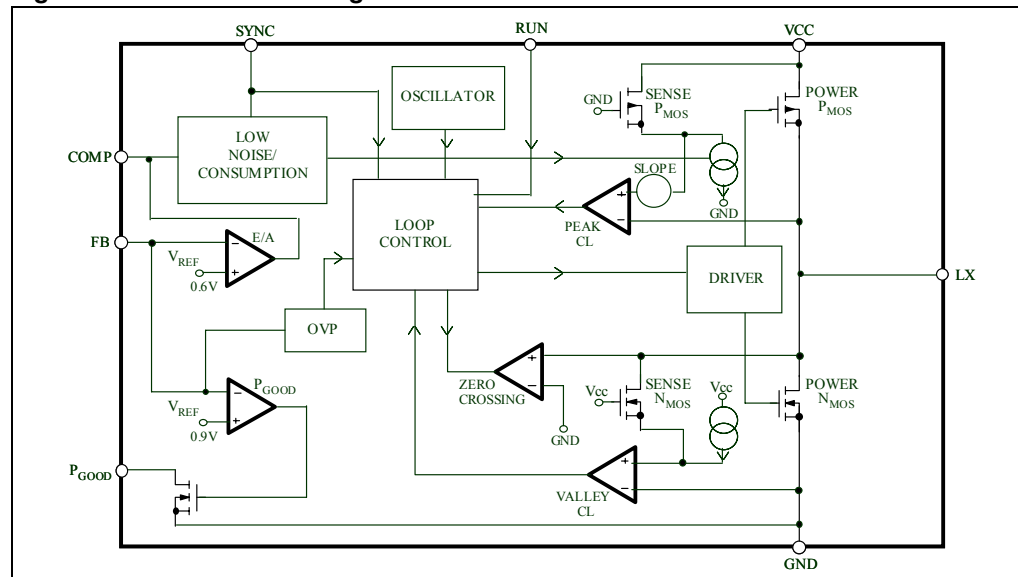 SYNC
RUN
VCC
OSCILLATOR
GND
SENSE
PMOS
POWER
PMOS
LOW
NOISE/
CONSUMPTION
COMP
SLOPE
GND
LOOP
CONTROL
PEAK
CL
FB
E/A
VREF
0.6V
DRIVER
LX
OVP
ZERO
CROSSING
GND
Vcc
SENSE
NMOS
Vcc
POWER
NMOS
PGOOD
VREF
0.9V
PGOOD
VALLEY
CL
GND